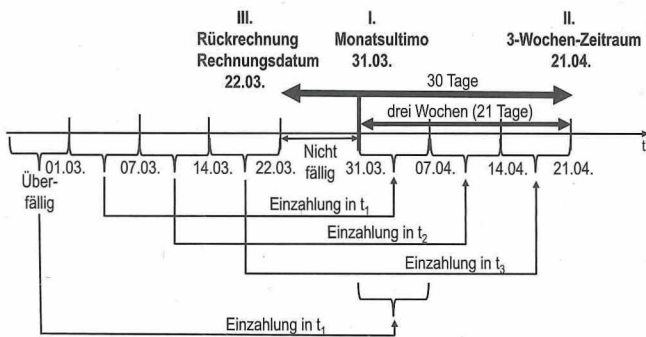 III.
Rückrechnung
Rechnungsdatum
22.03.
I.
Monatsultimo
31.03.
II.
3-Wochen-Zeitraum
21.04.
30 Tage
drei Wochen (21 Tage)
t
01.03. 07.03. 14.03. 22.03. Nicht fällig 31.03. 07.04. 14.04. 21.04.
Über-
fällig
Einzahlung in t₁
Einzahlung in t₂
Einzahlung in t₃
Einzahlung in t₁